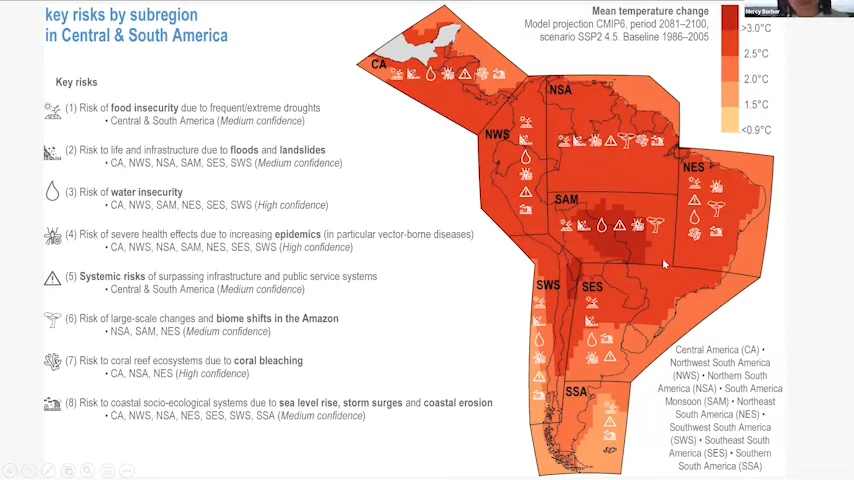 key risks by subregion
in Central & South America
Key risks
(1) Risk of food insecurity due to frequent/extreme droughts
• Central & South America (Medium confidence)
(2) Risk to life and infrastructure due to floods and landslides
• CA, NWS, NSA, SAM, SES, SWS (Medium confidence)
(3) Risk of water insecurity
• CA, NWS, SAM, NES, SES, SWS (High confidence)
(4) Risk of severe health effects due to increasing epidemics (in particular vector-borne diseases)
• CA, NWS, NSA, SAM, NES, SES, SWS (High confidence)
(5) Systemic risks of surpassing infrastructure and public service systems
• Central & South America (Medium confidence)
(6) Risk of large-scale changes and biome shifts in the Amazon
• NSA, SAM, NES (Medium confidence)
(7) Risk to coral reef ecosystems due to coral bleaching
• CA, NSA, NES (High confidence)
(8) Risk to coastal socio-ecological systems due to sea level rise, storm surges and coastal erosion
• CA, NWS, NSA, NES, SES, SWS, SSA (Medium confidence)
Mean temperature change
Model projection CMIP6, period 2081–2100,
scenario SSP2 4.5. Baseline 1986–2005
Mercy Borbor
>3.0°C
2.5°C
2.0°C
1.5°C
<0.9°C
CA
NSA
NWS
NES
SAM
SWS
SES
SSA
Central America (CA) •
Northwest South America
(NWS) • Northern South
America (NSA) • South America
Monsoon (SAM) • Northeast
South America (NES) •
Southwest South America
(SWS) • Southeast South
America (SES) • Southern
South America (SSA)